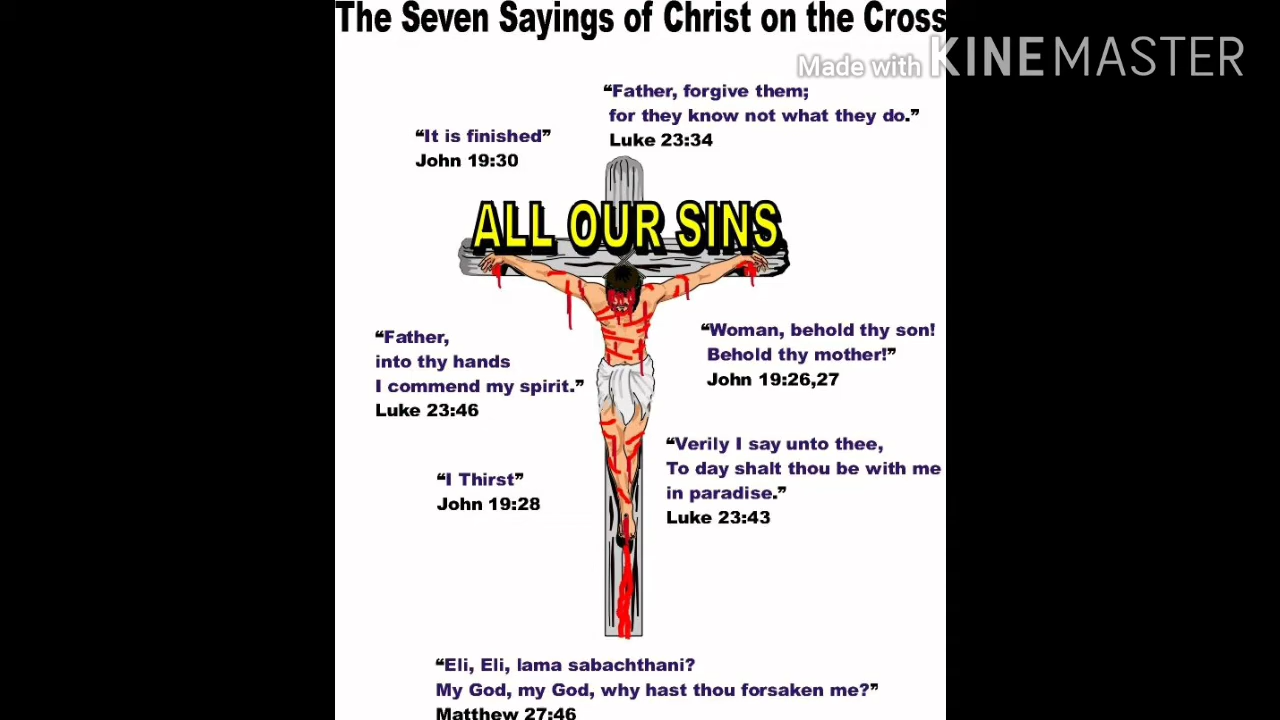 The Seven Sayings of Christ on the Cross
Made with KINEMASTER
“Father, forgive them;
for they know not what they do.”
Luke 23:34
“It is finished”
John 19:30
ALL OUR SINS
“Father,
into thy hands
I commend my spirit.”
Luke 23:46
“Woman, behold thy son!
Behold thy mother!”
John 19:26,27
“Verily I say unto thee,
To day shalt thou be with me
in paradise.”
Luke 23:43
“I Thirst”
John 19:28
“Eli, Eli, lama sabachthani?
My God, my God, why hast thou forsaken me?”
Matthew 27:46